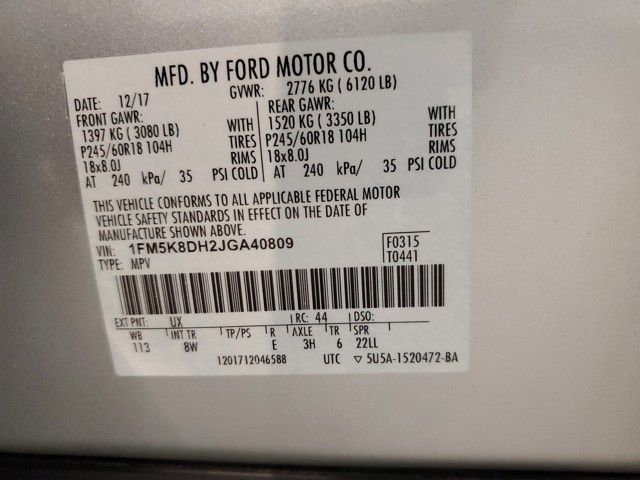 MFD. BY FORD MOTOR CO.
DATE: 12/17 GVWR: 2776 KG ( 6120 LB)
FRONT GAWR: REAR GAWR:
1397 KG ( 3080 LB) WITH 1520 KG ( 3350 LB) WITH
P245/60R18 104H TIRES P245/60R18 104H TIRES
18x8.0J RIMS 18x8.0J RIMS
AT 240 kPa/ 35 PSI COLD AT 240 kPa/ 35 PSI COLD
THIS VEHICLE CONFORMS TO ALL APPLICABLE FEDERAL MOTOR
VEHICLE SAFETY STANDARDS IN EFFECT ON THE DATE OF
MANUFACTURE SHOWN ABOVE.
VIN: 1FM5K8DH2JGA40809 F0315
TYPE: MPV T0441
EXT PNT: UX RC: 44 DSO:
WB INT TR TP/PS R AXLE TR SPR
113 8W E 3H 6 22LL
1201712046588 UTC ▽ 5U5A-1520472-BA